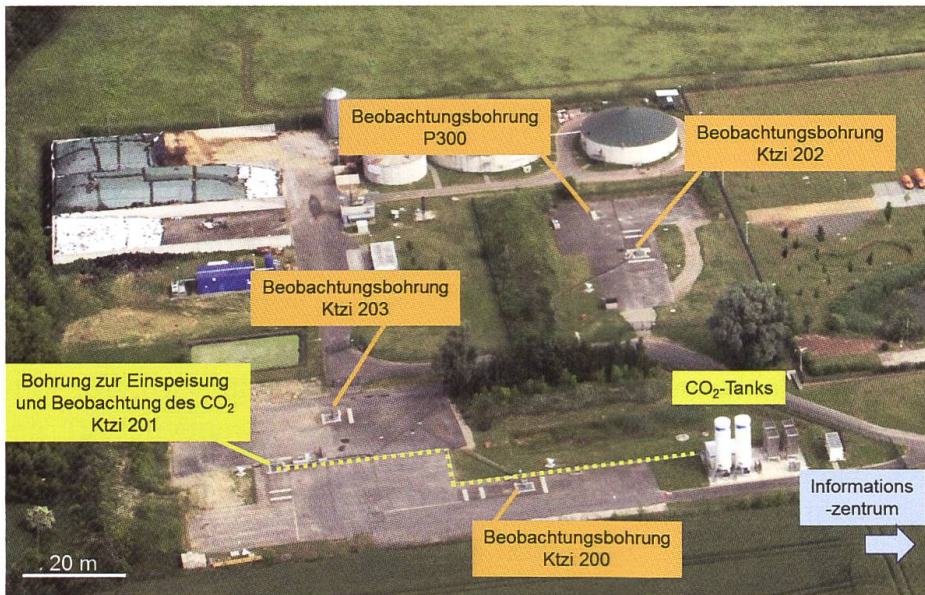 Beobachtungsbohrung
P300
Beobachtungsbohrung
Ktzi 202
Beobachtungsbohrung
Ktzi 203
Bohrung zur Einspeisung
und Beobachtung des CO₂
Ktzi 201
CO₂-Tanks
Informations
-zentrum
Beobachtungsbohrung
Ktzi 200
20 m